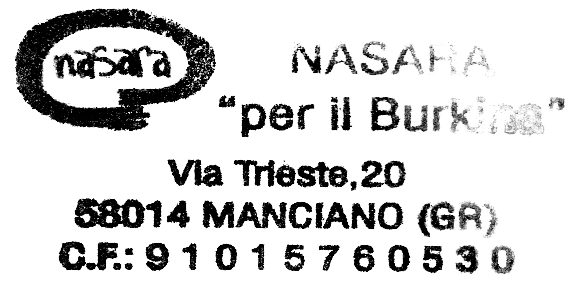 nasara
NASARA
"per il Burkina"
Via Trieste,20
58014 MANCIANO (GR)
C.F.: 9 1 0 1 5 7 6 0 5 3 0